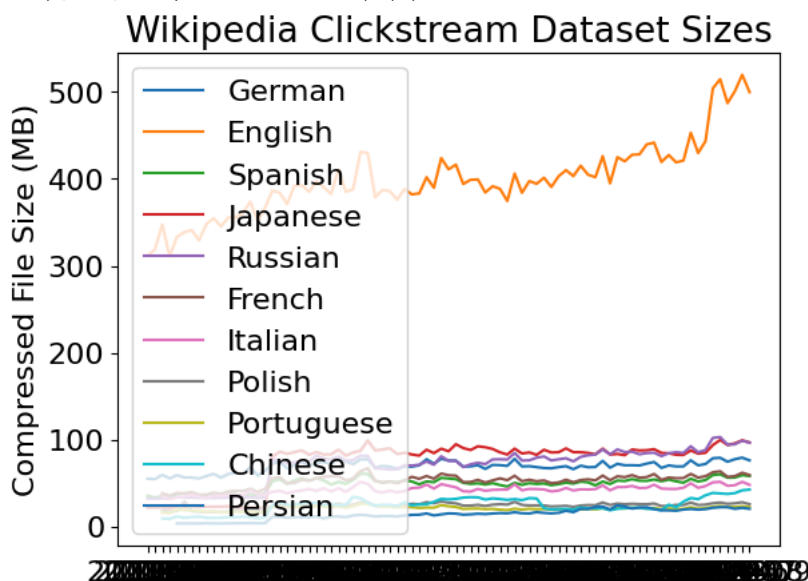 Wikipedia Clickstream Dataset Sizes
Compressed File Size (MB)
500
400
300
200
100
0
German
English
Spanish
Japanese
Russian
French
Italian
Polish
Portuguese
Chinese
Persian